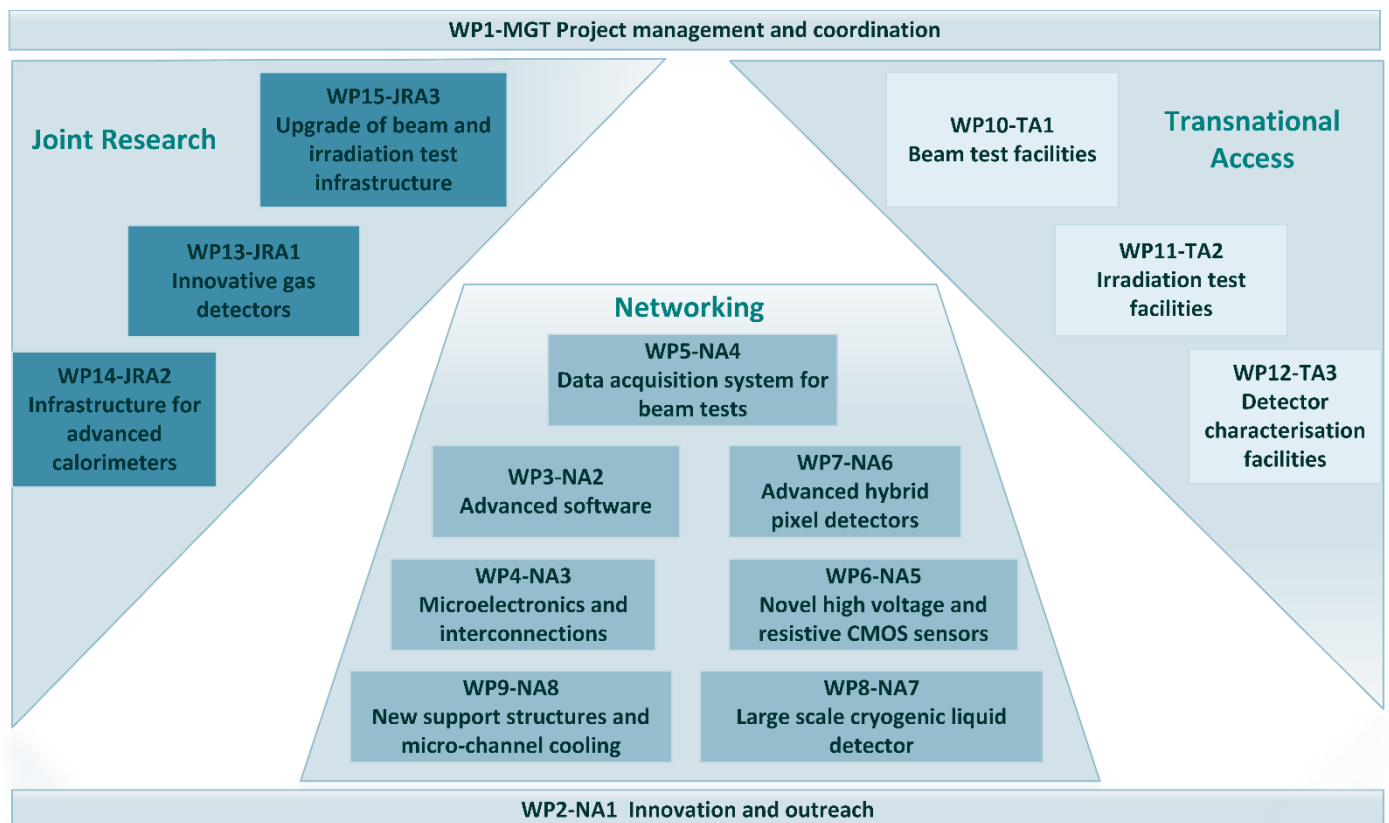 WP1-MGT Project management and coordination
Joint Research
WP15-JRA3
Upgrade of beam and
irradiation test
infrastructure
WP13-JRA1
Innovative gas
detectors
WP14-JRA2
Infrastructure for
advanced
calorimeters
Networking
WP5-NA4
Data acquisition system for
beam tests
WP3-NA2
Advanced software
WP7-NA6
Advanced hybrid
pixel detectors
WP4-NA3
Microelectronics and
interconnections
WP6-NA5
Novel high voltage and
resistive CMOS sensors
WP9-NA8
New support structures and
micro-channel cooling
WP8-NA7
Large scale cryogenic liquid
detector
Transnational
Access
WP10-TA1
Beam test facilities
WP11-TA2
Irradiation test
facilities
WP12-TA3
Detector
characterisation
facilities
WP2-NA1 Innovation and outreach